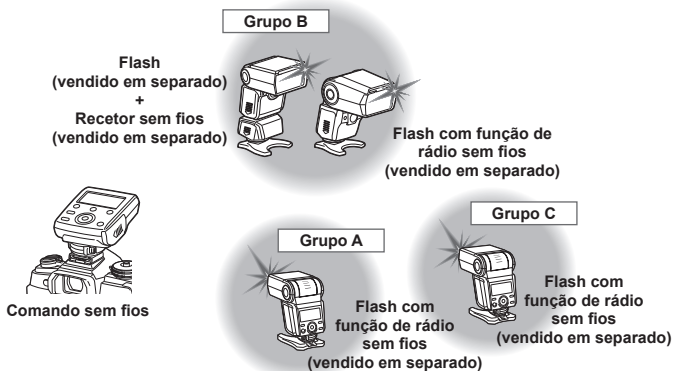 Grupo B
Flash
(vendido em separado)
+
Recetor sem fios
(vendido em separado)
Flash com função de
rádio sem fios
(vendido em separado)
Comando sem fios
Grupo A
Flash com
função de rádio
sem fios
(vendido em separado)
Grupo C
Flash com
função de rádio
sem fios
(vendido em separado)